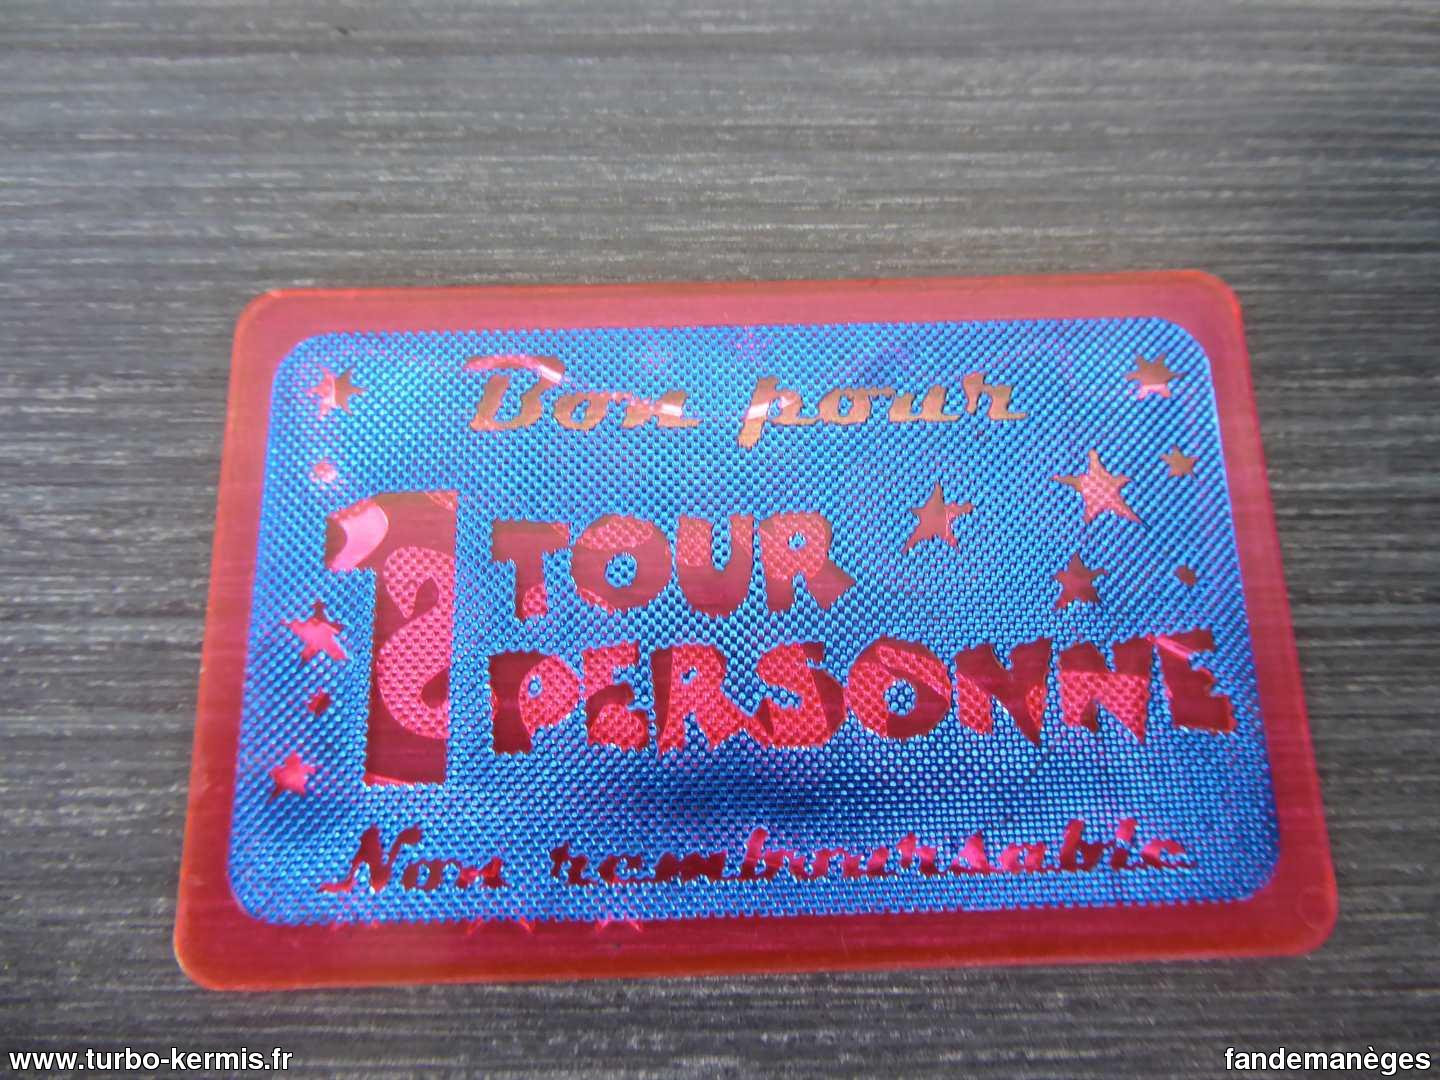 Bon pour
1 TOUR
PERSONNE
Non remboursable
www.turbo-kermis.fr
fandemanèges